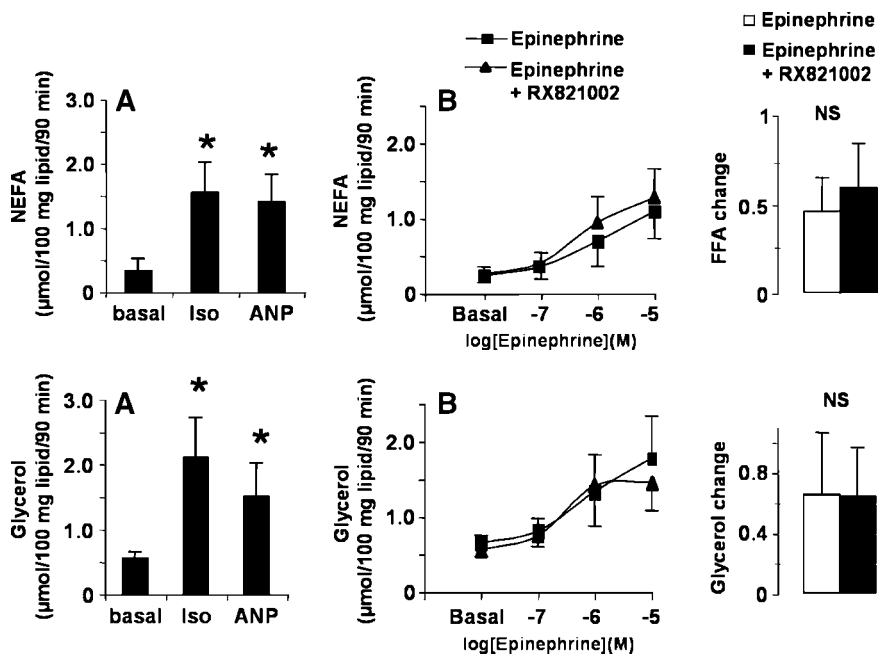 Epinephrine
Epinephrine
+ RX821002
Epinephrine
Epinephrine
+ RX821002
A
NEFA
(µmol/100 mg lipid/90 min)
3.0
2.0
1.0
0.0
*
*
basal
Iso
ANP
B
NEFA
(µmol/100 mg lipid/90 min)
2.0
1.0
0
Basal
-7
-6
-5
log[Epinephrine](M)
NS
FFA change
1
0.5
0
A
Glycerol
(µmol/100 mg lipid/90 min)
3.0
2.0
1.0
0.0
*
*
basal
Iso
ANP
B
Glycerol
(µmol/100 mg lipid/90 min)
2.0
1.0
0
Basal
-7
-6
-5
log[Epinephrine](M)
NS
Glycerol change
0.8
0.4
0